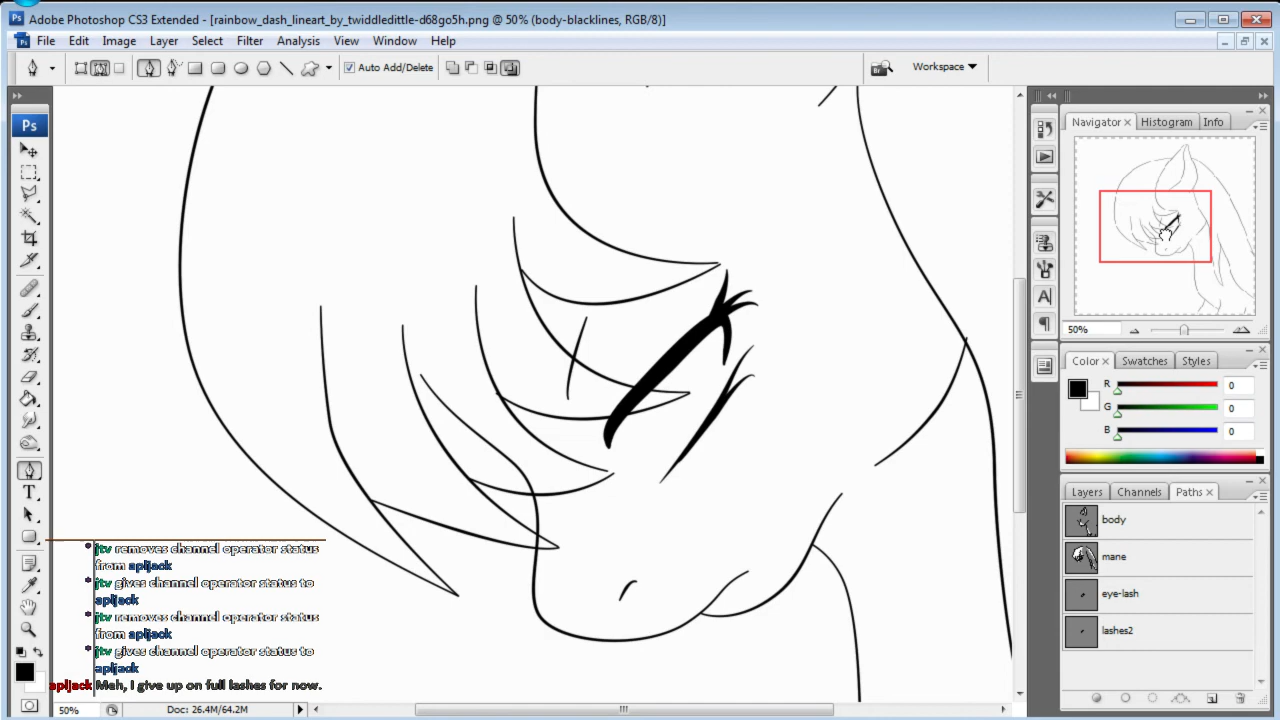 Ps Adobe Photoshop CS3 Extended - [rainbow_dash_lineart_by_twiddledittle-d68go5h.png @ 50% (body-blacklines, RGB/8)]
Ps File Edit Image Layer Select Filter Analysis View Window Help
Auto Add/Delete
Br
Workspace
Ps
Navigator Histogram Info
50%
Color Swatches Styles
R 0
G 0
B 0
A
Layers Channels Paths
body
mane
eye-lash
lashes2
T
* jtv removes channel operator status
from apljack
* jtv gives channel operator status to
apljack
* jtv removes channel operator status
from apljack
* jtv gives channel operator status to
apljack
apljack Meh, I give up on full lashes for now.
50% Doc: 26.4M/64.2M